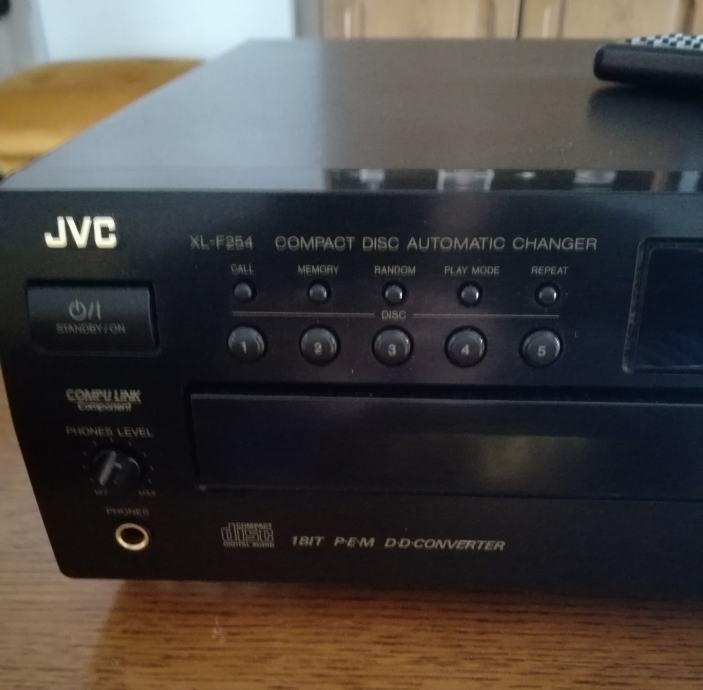 JVC
XL-F254 COMPACT DISC AUTOMATIC CHANGER
CALL MEMORY RANDOM PLAY MODE REPEAT
STANDBY/ON
DISC
1 2 3 4 5
COMPU LINK
Component
PHONES LEVEL
MAX
PHONES
COMPACT
disc
DIGITAL AUDIO
1BIT P·E·M D·D·CONVERTER